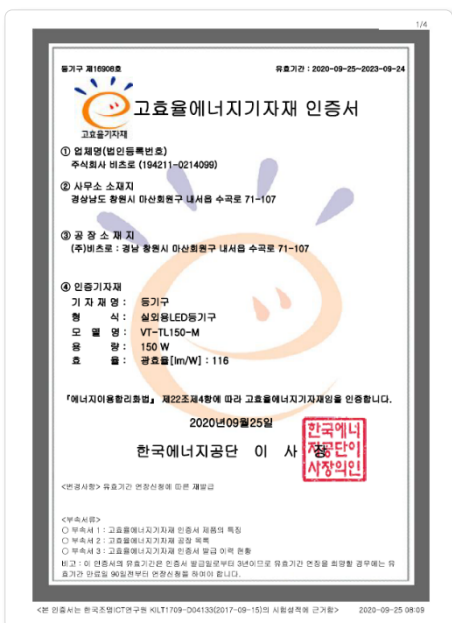 1/4
등기구 제16908호
유효기간 : 2020-09-25~2023-09-24
고효율기자재
고효율에너지기자재 인증서
① 업체명(법인등록번호)
주식회사 비츠로 (194211-0214099)
② 사무소 소재지
경상남도 창원시 마산회원구 내서읍 수곡로 71-107
③ 공 장 소 재 지
(주)비츠로 : 경남 창원시 마산회원구 내서읍 수곡로 71-107
④ 인증기자재
기 자 재 명 : 등기구
형 식 : 실외용LED등기구
모 델 명 : VT-TL150-M
용 량 : 150 W
효 율 : 광효율[lm/W] : 116
『에너지이용합리화법』 제22조제4항에 따라 고효율에너지기자재임을 인증합니다.
2020년09월25일
한국에너지공단 이 사 장
한국에너
지공단이
사장의인
<변경사항> 유효기간 연장신청에 따른 재발급
<부속서류>
○ 부속서 1 : 고효율에너지기자재 인증서 제품의 특징
○ 부속서 2 : 고효율에너지기자재 공장 목록
○ 부속서 3 : 고효율에너지기자재 인증서 발급 이력 현황
비고 : 이 인증서의 유효기간은 인증서 발급일로부터 3년이므로 유효기간 연장을 희망할 경우에는 유
효기간 만료일 90일전부터 연장신청을 하여야 합니다.
<본 인증서는 한국조명ICT연구원 KILT1709-D04133(2017-09-15)의 시험성적에 근거함>
2020-09-25 08:09